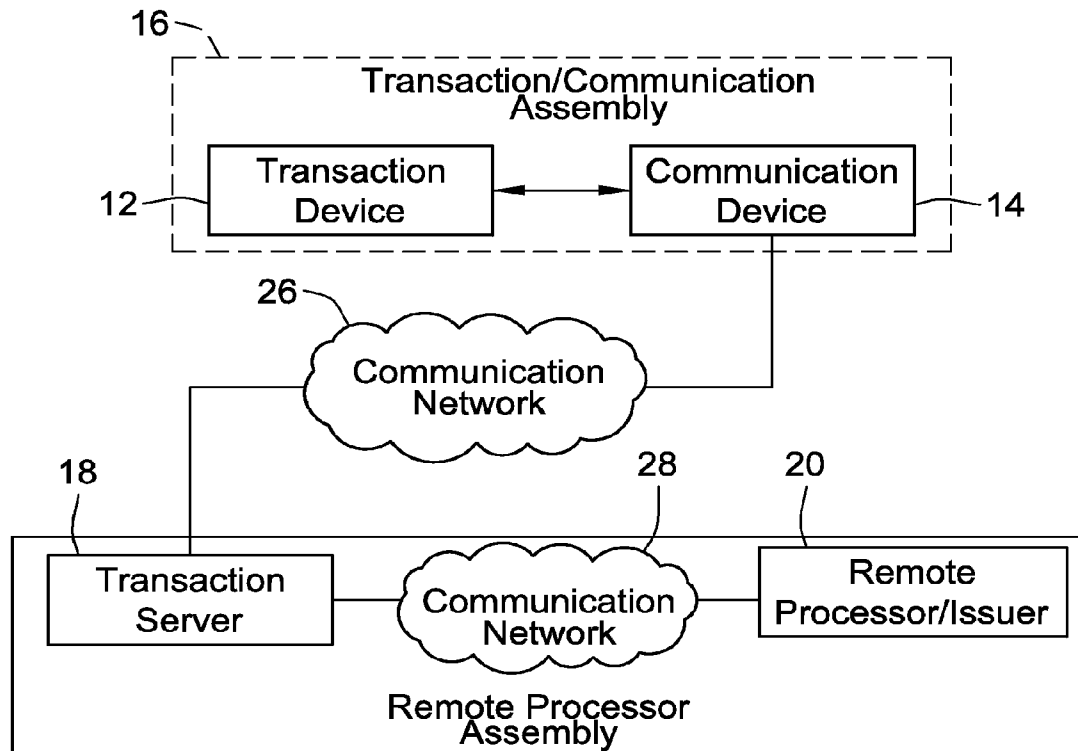 16
Transaction/Communication
Assembly
Transaction
Device
Communication
Device
12
14
26
Communication
Network
18
28
20
Transaction
Server
Communication
Network
Remote
Processor/Issuer
Remote Processor
Assembly